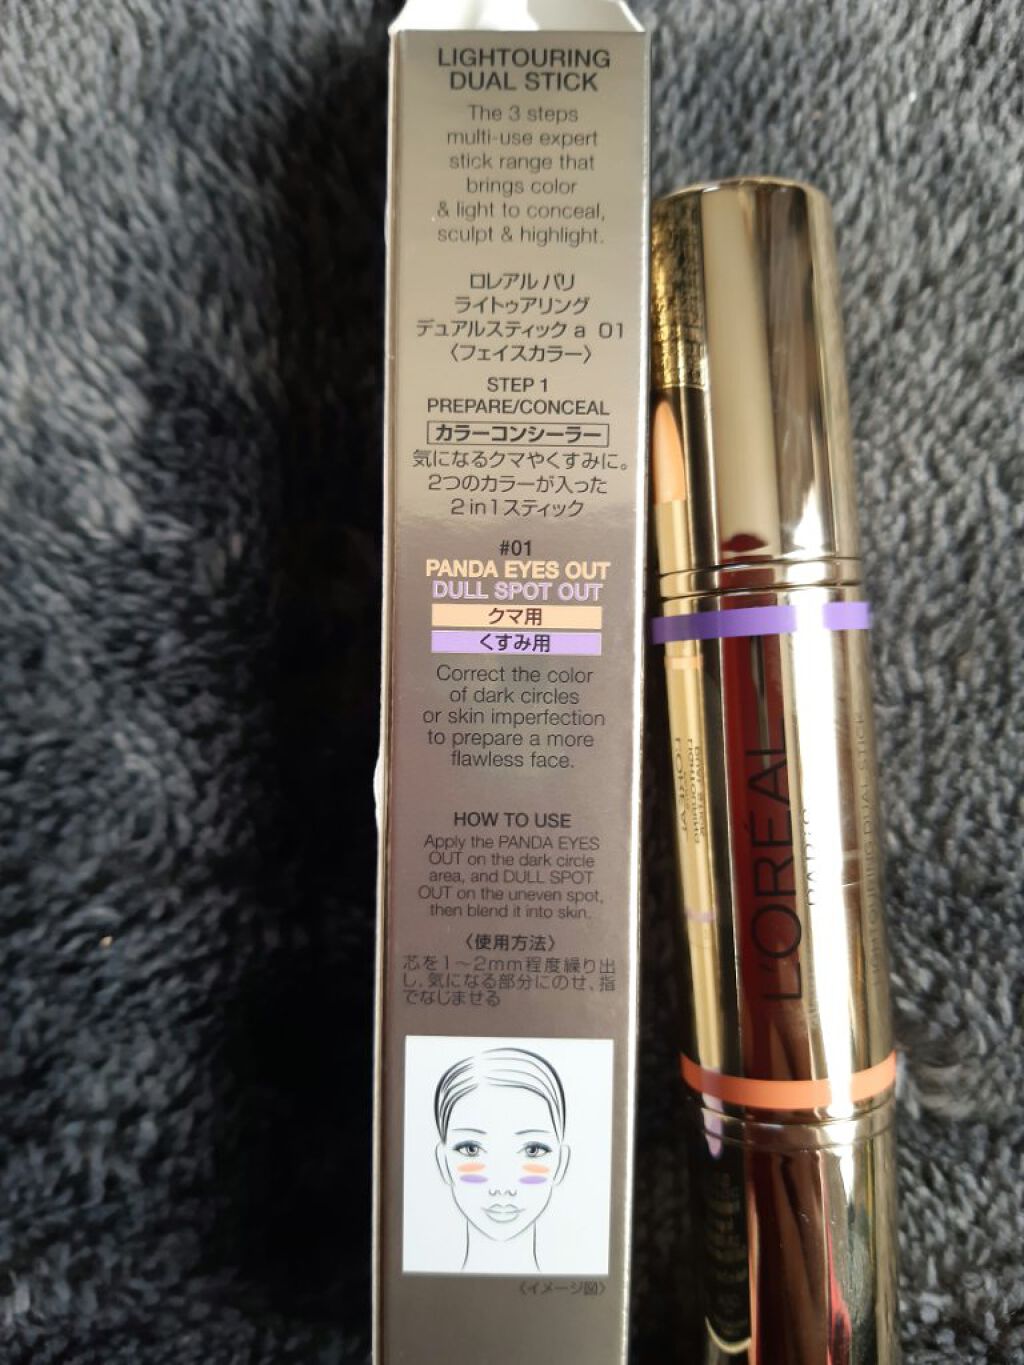 LIGHTOURING
DUAL STICK
The 3 steps
multi-use expert
stick range that
brings color
& light to conceal,
sculpt & highlight.
ロレアル パリ
ライトゥアリング
デュアルスティック a 01
〈フェイスカラー〉
STEP 1
PREPARE/CONCEAL
カラーコンシーラー
気になるクマやくすみに。
2つのカラーが入った
2 in 1 スティック
#01
PANDA EYES OUT
DULL SPOT OUT
クマ用
くすみ用
Correct the color
of dark circles
or skin imperfection
to prepare a more
flawless face.
HOW TO USE
Apply the PANDA EYES
OUT on the dark circle
area, and DULL SPOT
OUT on the uneven spot,
then blend it into skin.
〈使用方法〉
芯を1〜2mm程度繰り出
し、気になる部分にのせ、指
でなじませる
〈イメージ図〉
L'ORÉAL
PARIS
LIGHTOURING DUAL STICK